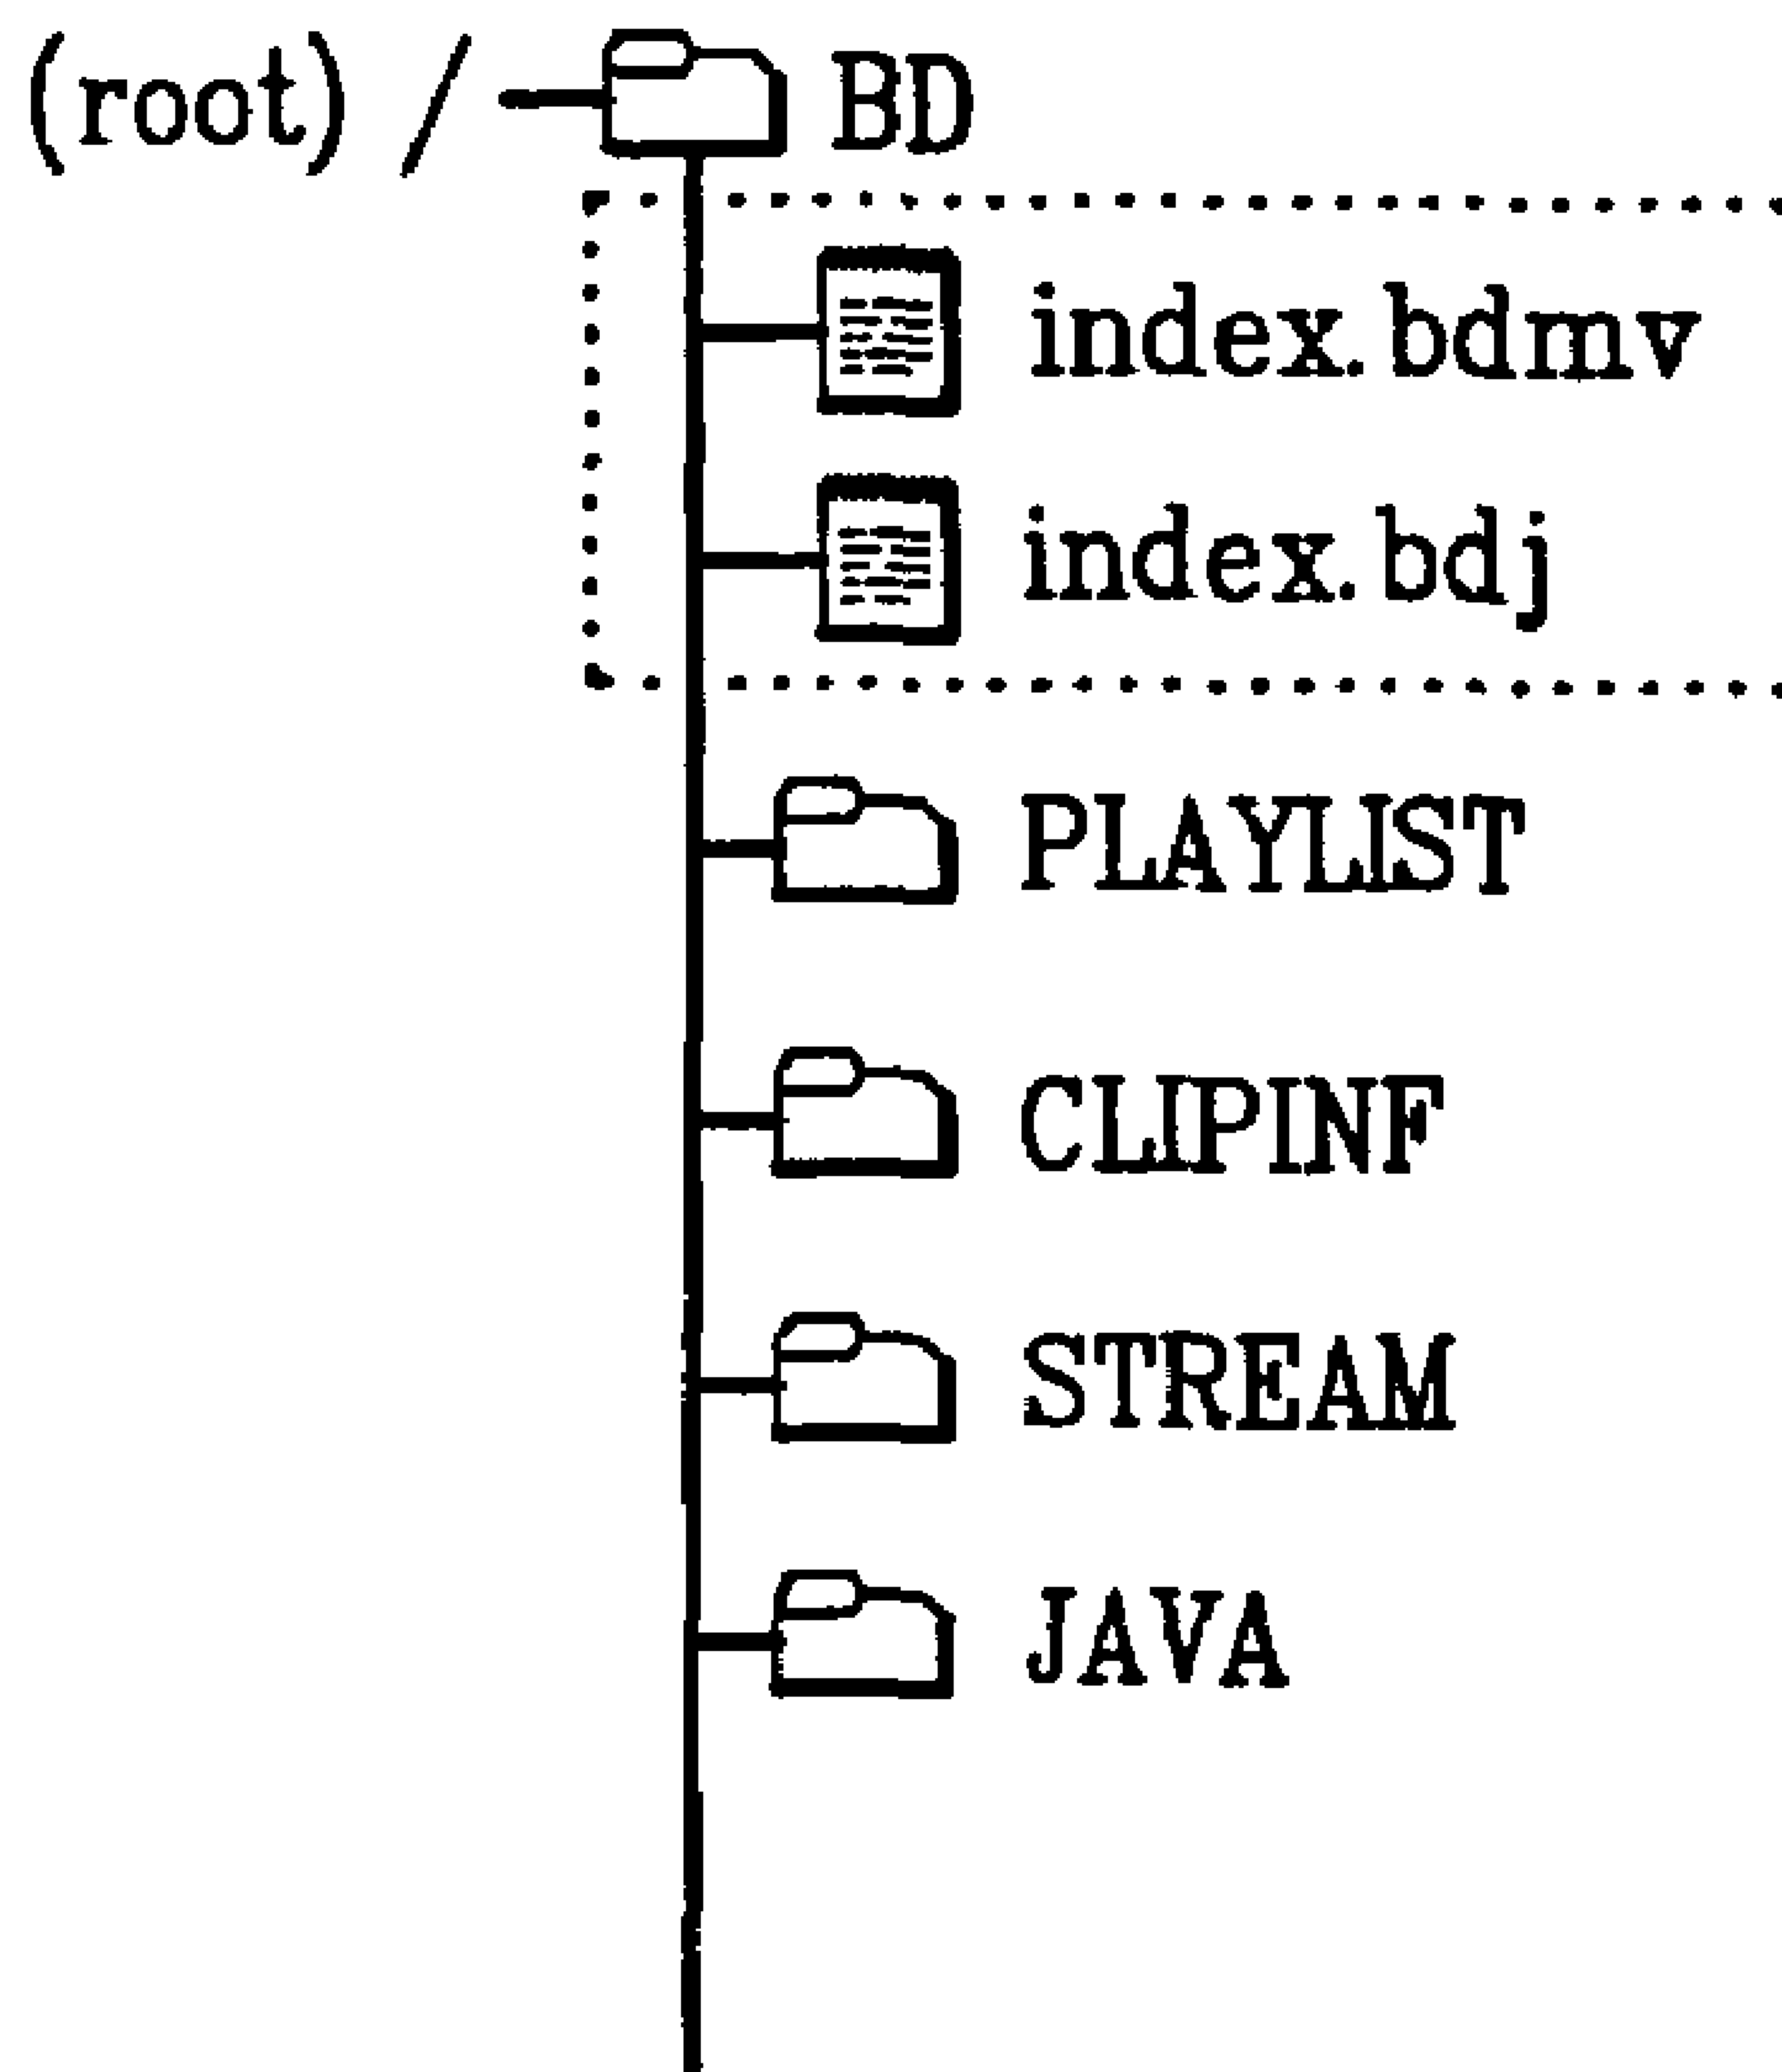 (root) / BD
index.bdmv
index.bdj
PLAYLIST
CLIPINF
STREAM
JAVA